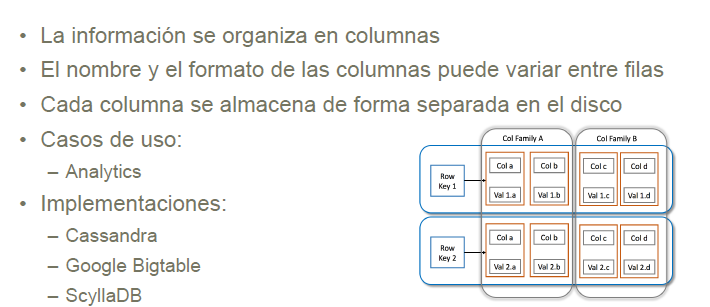 • La información se organiza en columnas
• El nombre y el formato de las columnas puede variar entre filas
• Cada columna se almacena de forma separada en el disco
• Casos de uso:
– Analytics
• Implementaciones:
– Cassandra
– Google Bigtable
– ScyllaDB
Col Family A Col Family B
Row Key 1
Col a Col b Col c Col d
Val 1.a Val 1.b Val 1.c Val 1.d
Row Key 2
Col a Col b Col c Col d
Val 2.a Val 2.b Val 2.c Val 2.d